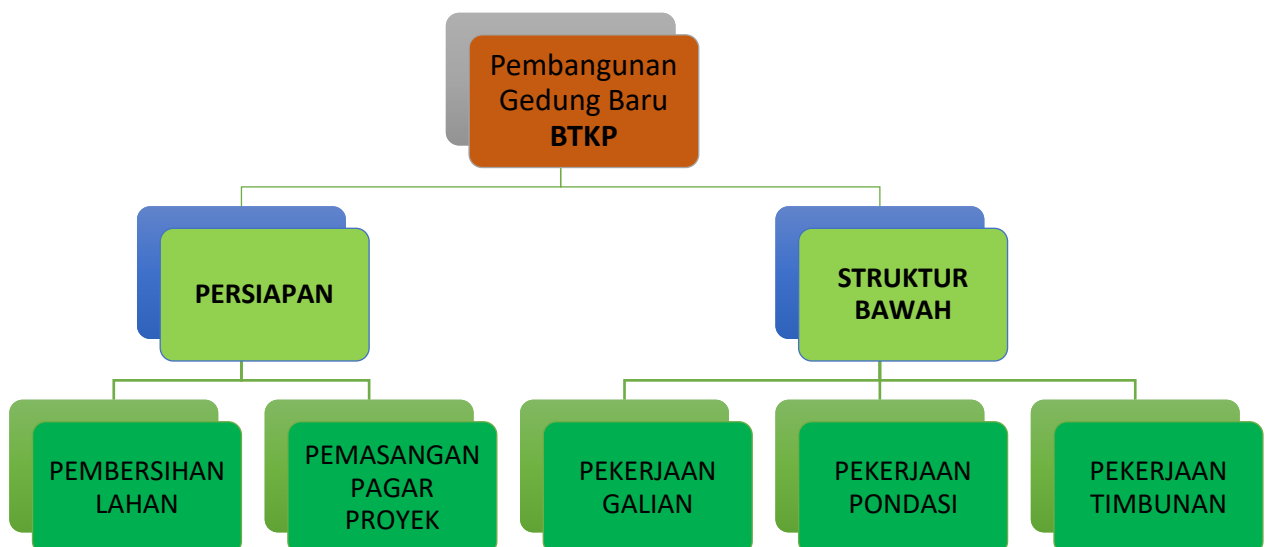 Pembangunan
Gedung Baru
BTKP
PERSIAPAN
STRUKTUR
BAWAH
PEMBERSIHAN
LAHAN
PEMASANGAN
PAGAR
PROYEK
PEKERJAAN
GALIAN
PEKERJAAN
PONDASI
PEKERJAAN
TIMBUNAN